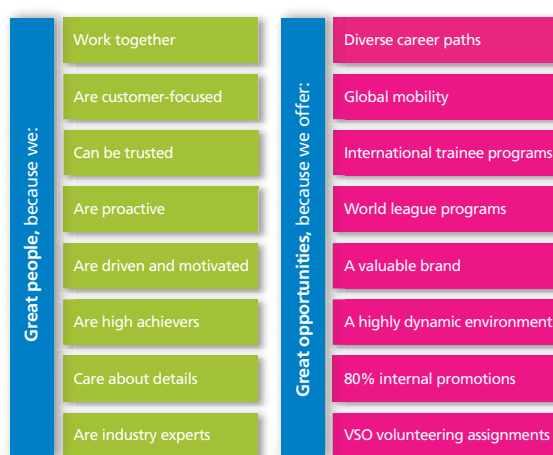 Great people, because we:
Work together
Are customer-focused
Can be trusted
Are proactive
Are driven and motivated
Are high achievers
Care about details
Are industry experts
Great opportunities, because we offer:
Diverse career paths
Global mobility
International trainee programs
World league programs
A valuable brand
A highly dynamic environment
80% internal promotions
VSO volunteering assignments